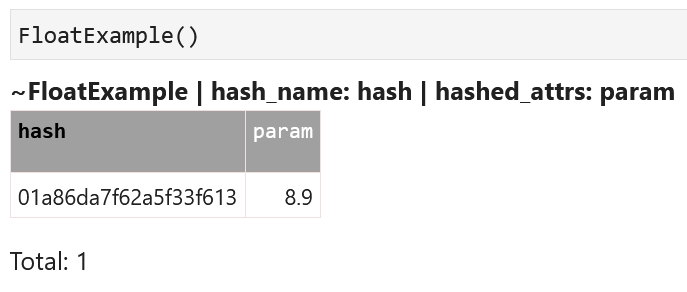 FloatExample()
~FloatExample | hash_name: hash | hashed_attrs: param
hash param
01a86da7f62a5f33f613 8.9
Total: 1